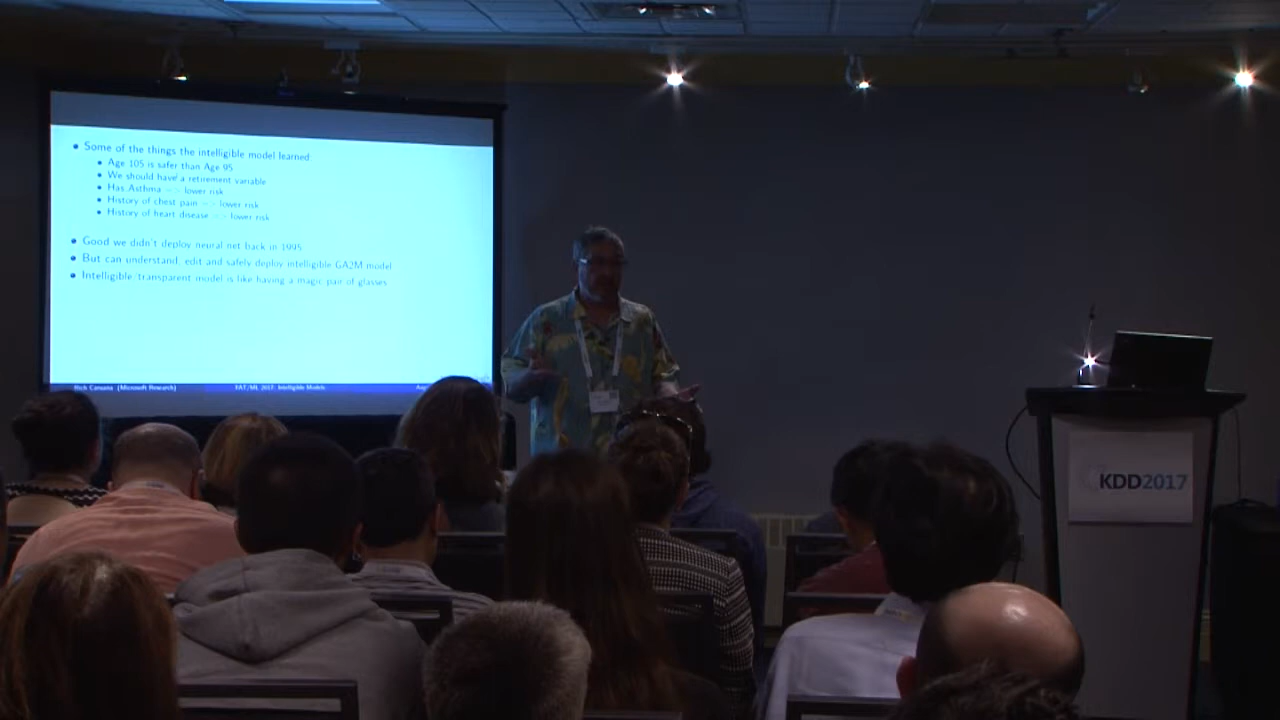 Some of the things the intelligible model learned:
Age 105 is safer than Age 95
We should have a retirement variable
Has Asthma => lower risk
History of chest pain => lower risk
History of heart disease => lower risk
Good we didn't deploy neural net back in 1995
But can understand, edit and safely deploy intelligible GA2M model
Intelligible/transparent model is like having a magic pair of glasses
Rich Caruana (Microsoft Research)
FAT/ML 2017: Intelligible Models
KDD2017